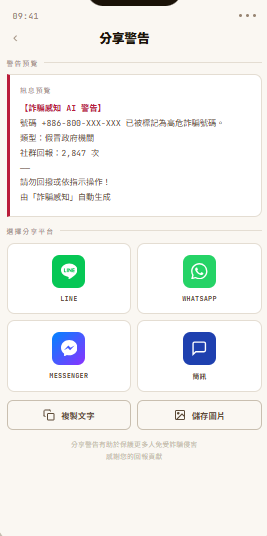 09:41
分享警告
警告預覽
訊息預覽
【詐騙感知 AI 警告】
號碼 +886-800-XXX-XXX 已被標記為高危詐騙號碼。
類型：假冒政府機關
社群回報：2,847 次
——
請勿回撥或依指示操作！
由「詐騙感知」自動生成
選擇分享平台
LINE
LINE
WHATSAPP
MESSENGER
簡訊
複製文字
儲存圖片
分享警告有助於保護更多人免受詐騙侵害
感謝您的回報貢獻